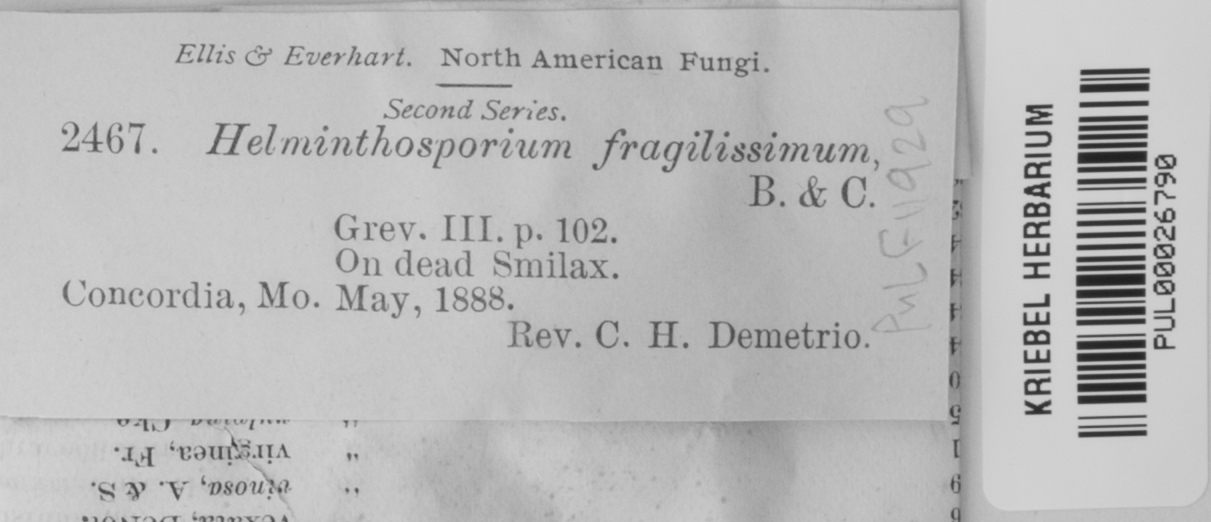 Ellis & Everhart. North American Fungi.
Second Series.
2467. Helminthosporium fragilissimum,
B. & C.
Grev. III. p. 102.
On dead Smilax.
Concordia, Mo. May, 1888.
Rev. C. H. Demetrio.
PUL F11929
KRIEBEL HERBARIUM
PUL00026790
virginea, Fr. "
vinosa, A. & S. "